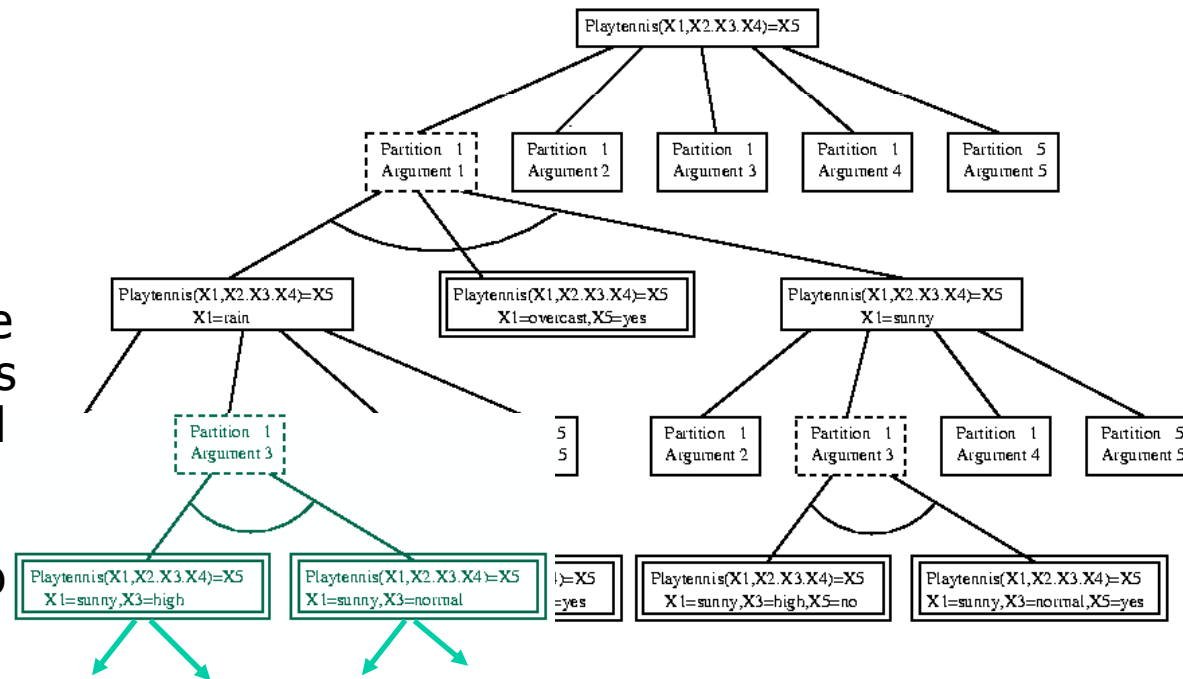 Playtennis(X1,X2.X3.X4)=X5
Partition 1
Argument 1
Partition 1
Argument 2
Partition 1
Argument 3
Partition 1
Argument 4
Partition 5
Argument 5
Playtennis(X1,X2.X3.X4)=X5
X1=rain
Playtennis(X1,X2.X3.X4)=X5
X1=overcast,X5=yes
Playtennis(X1,X2.X3.X4)=X5
X1=sunny
e
s
Partition 1
Argument 3
5
5
Partition 1
Argument 2
Partition 1
Argument 3
Partition 1
Argument 4
Partition 5
Argument 5
Playtennis(X1,X2.X3.X4)=X5
X1=sunny,X3=high
Playtennis(X1,X2.X3.X4)=X5
X1=sunny,X3=normal
)=X5
=yes
Playtennis(X1,X2.X3.X4)=X5
X1=sunny,X3=high,X5=no
Playtennis(X1,X2.X3.X4)=X5
X1=sunny,X3=normal,X5=yes